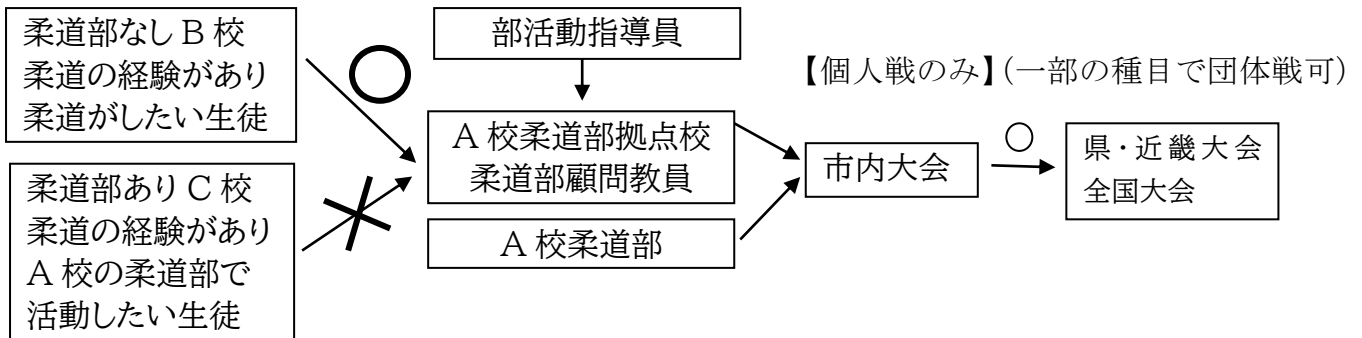 柔道部なし B 校
柔道の経験があり
柔道がしたい生徒
部活動指導員
【個人戦のみ】(一部の種目で団体戦可)
A 校柔道部拠点校
柔道部顧問教員
市内大会
県・近畿大会
全国大会
柔道部あり C 校
柔道の経験があり
A 校の柔道部で
活動したい生徒
A 校柔道部